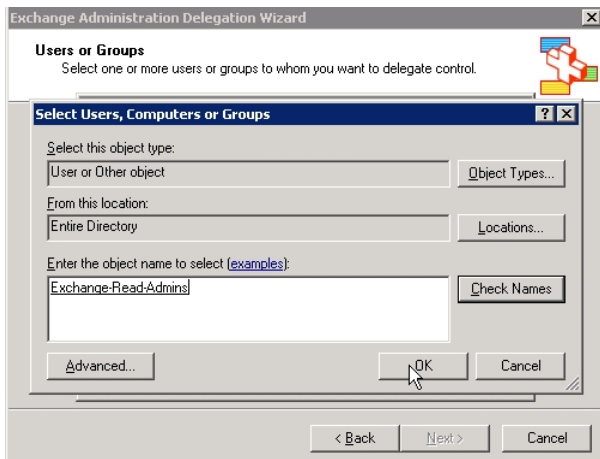 Exchange Administration Delegation Wizard
Users or Groups
Select one or more users or groups to whom you want to delegate control.
Select Users, Computers or Groups
Select this object type:
User or Other object
Object Types...
From this location:
Entire Directory
Locations...
Enter the object name to select (examples):
Exchange-Read-Admins
Check Names
Advanced...
OK
Cancel
< Back
Next >
Cancel